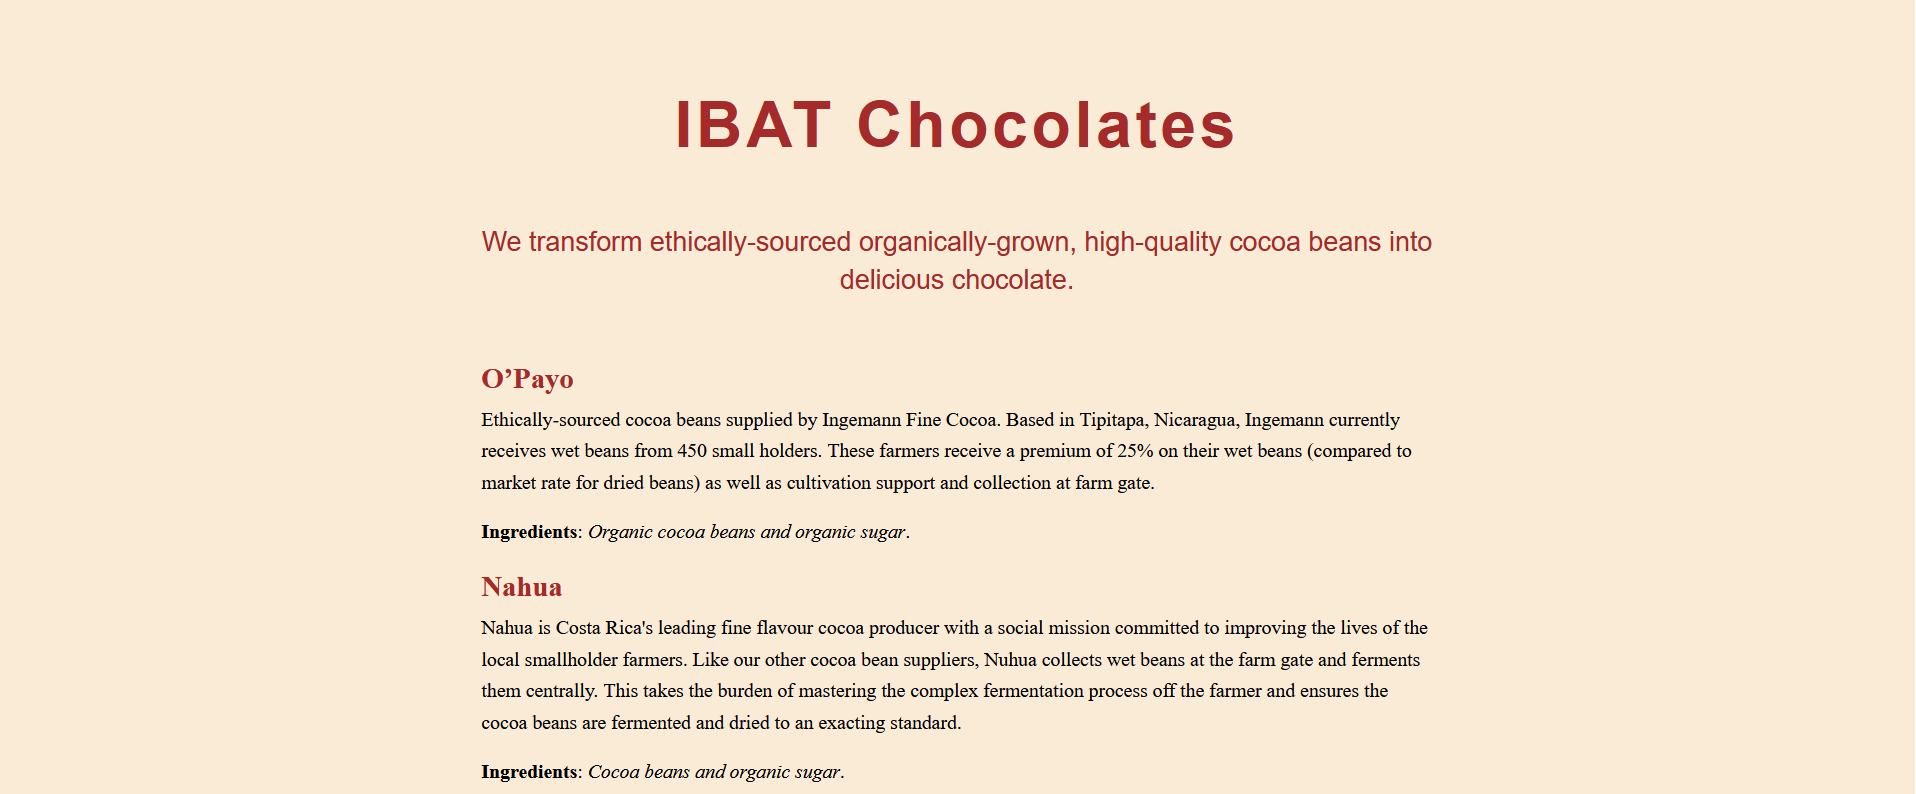 IBAT Chocolates
We transform ethically-sourced organically-grown, high-quality cocoa beans into
delicious chocolate.
O’Payo
Ethically-sourced cocoa beans supplied by Ingemann Fine Cocoa. Based in Tipitapa, Nicaragua, Ingemann currently
receives wet beans from 450 small holders. These farmers receive a premium of 25% on their wet beans (compared to
market rate for dried beans) as well as cultivation support and collection at farm gate.
Ingredients: Organic cocoa beans and organic sugar.
Nahua
Nahua is Costa Rica's leading fine flavour cocoa producer with a social mission committed to improving the lives of the
local smallholder farmers. Like our other cocoa bean suppliers, Nuhua collects wet beans at the farm gate and ferments
them centrally. This takes the burden of mastering the complex fermentation process off the farmer and ensures the
cocoa beans are fermented and dried to an exacting standard.
Ingredients: Cocoa beans and organic sugar.